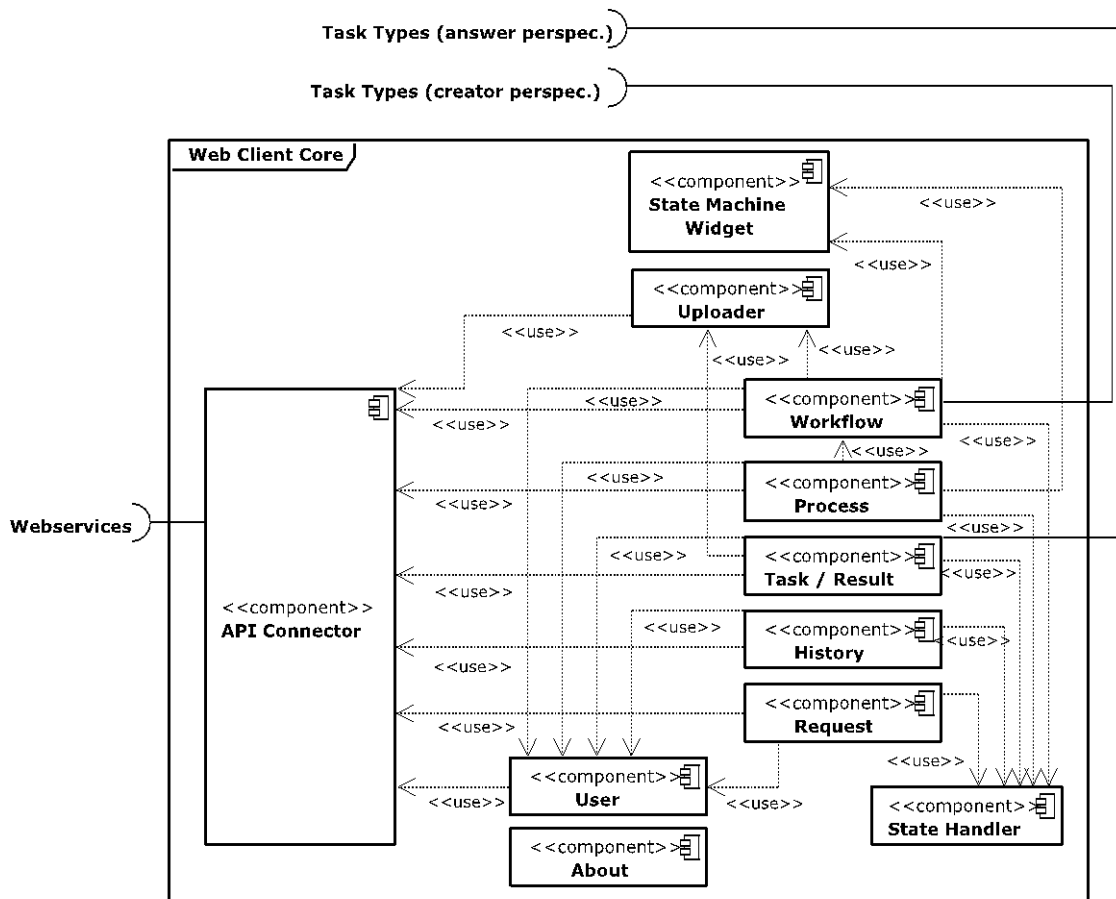 Task Types (answer perspec.)
Task Types (creator perspec.)
Web Client Core
<<component>>
State Machine
Widget
<<use>>
<<use>>
<<component>>
Uploader
<<use>>
<<use>>
<<use>>
<<component>>
Workflow
<<use>>
<<use>>
<<use>>
<<use>>
<<component>>
Process
<<use>>
<<use>>
<<use>>
Webservices
<<component>>
Task / Result
<<use>>
<<use>>
<<use>>
<<component>>
API Connector
<<component>>
History
<<use>>
<<use>>
<<use>>
<<component>>
Request
<<use>>
<<use>>
<<component>>
User
<<use>>
<<use>>
<<component>>
State Handler
<<component>>
About